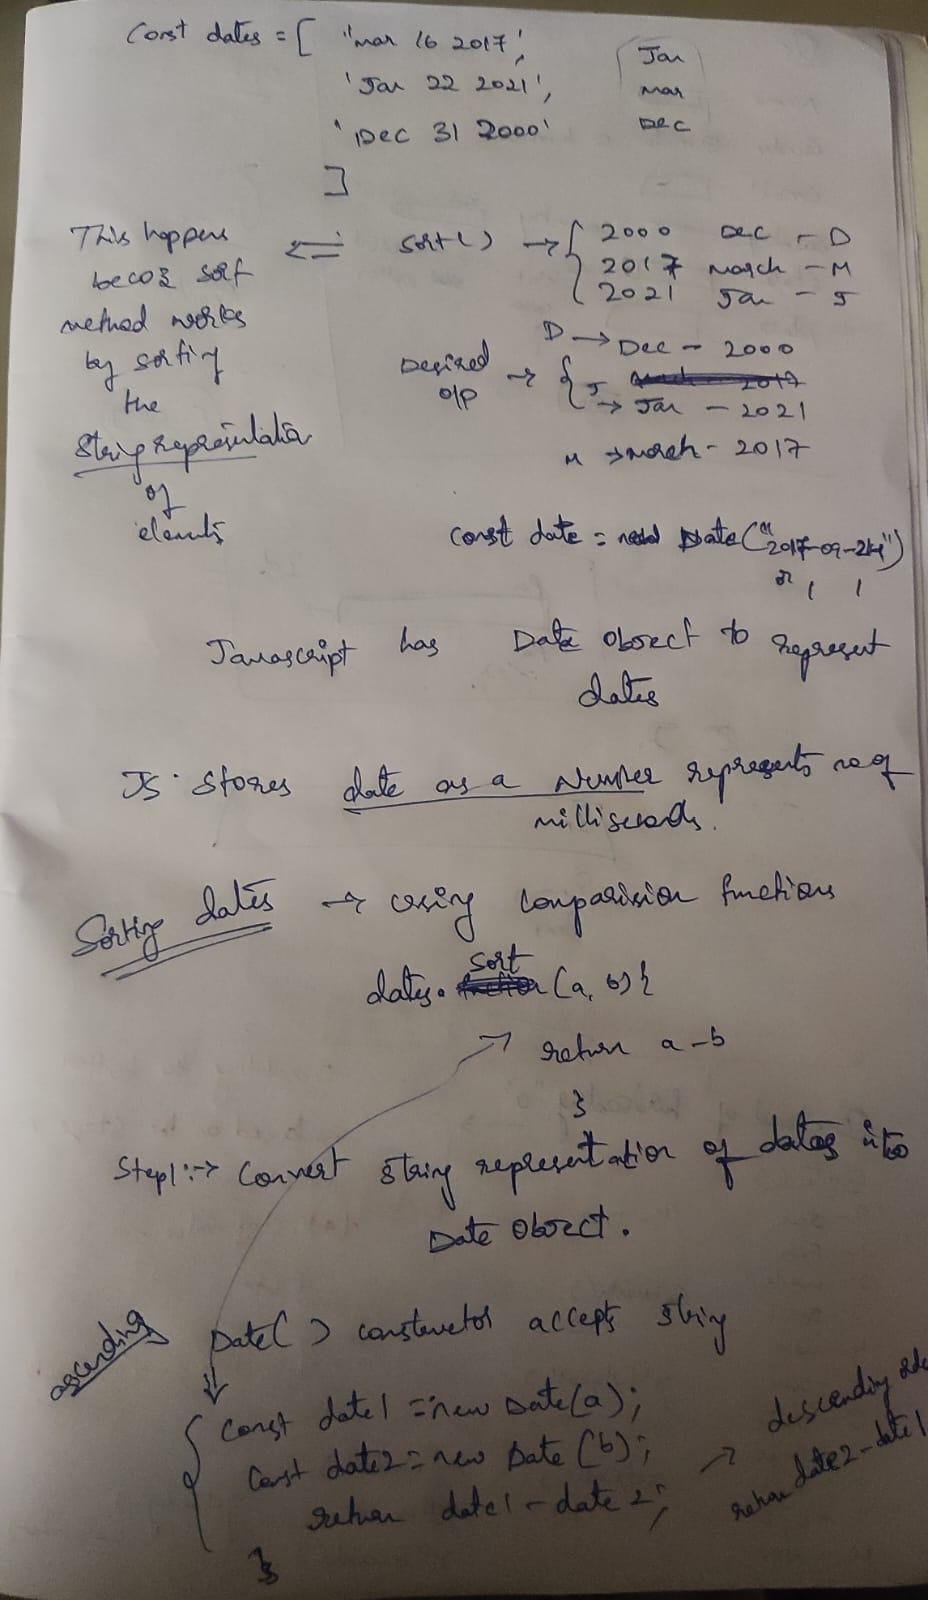 Const dates = [ "mar 16 2017',
'Jan 22 2021',
'Dec 31 2000'
]
Jan
mar
Dec
This happens
becoz sort
method works
by sorting
the
String representation
of
elements
⇐ sort() → { 2000 Dec - D
2017 march - M
2021 Jan - J
Desired
o/p → {
D → Dec - 2000
J → Jan - 2021
M → march - 2017
const date = new Date("2017-09-24")
or ' '
Javascript has Date Object to represent
dates
JS stores date as a Number represents no of
milliseconds.
Sorting dates → using comparision functions
dates.sort (a, b) {
return a - b
}
Step1:→ Convert string representation of dates into
Date Object.
ascending
Date( ) constructor accepts string
{ const date1 = new Date(a);
const date2 = new Date (b);
return date1 - date2;
}
→ descending
return date2 - date1